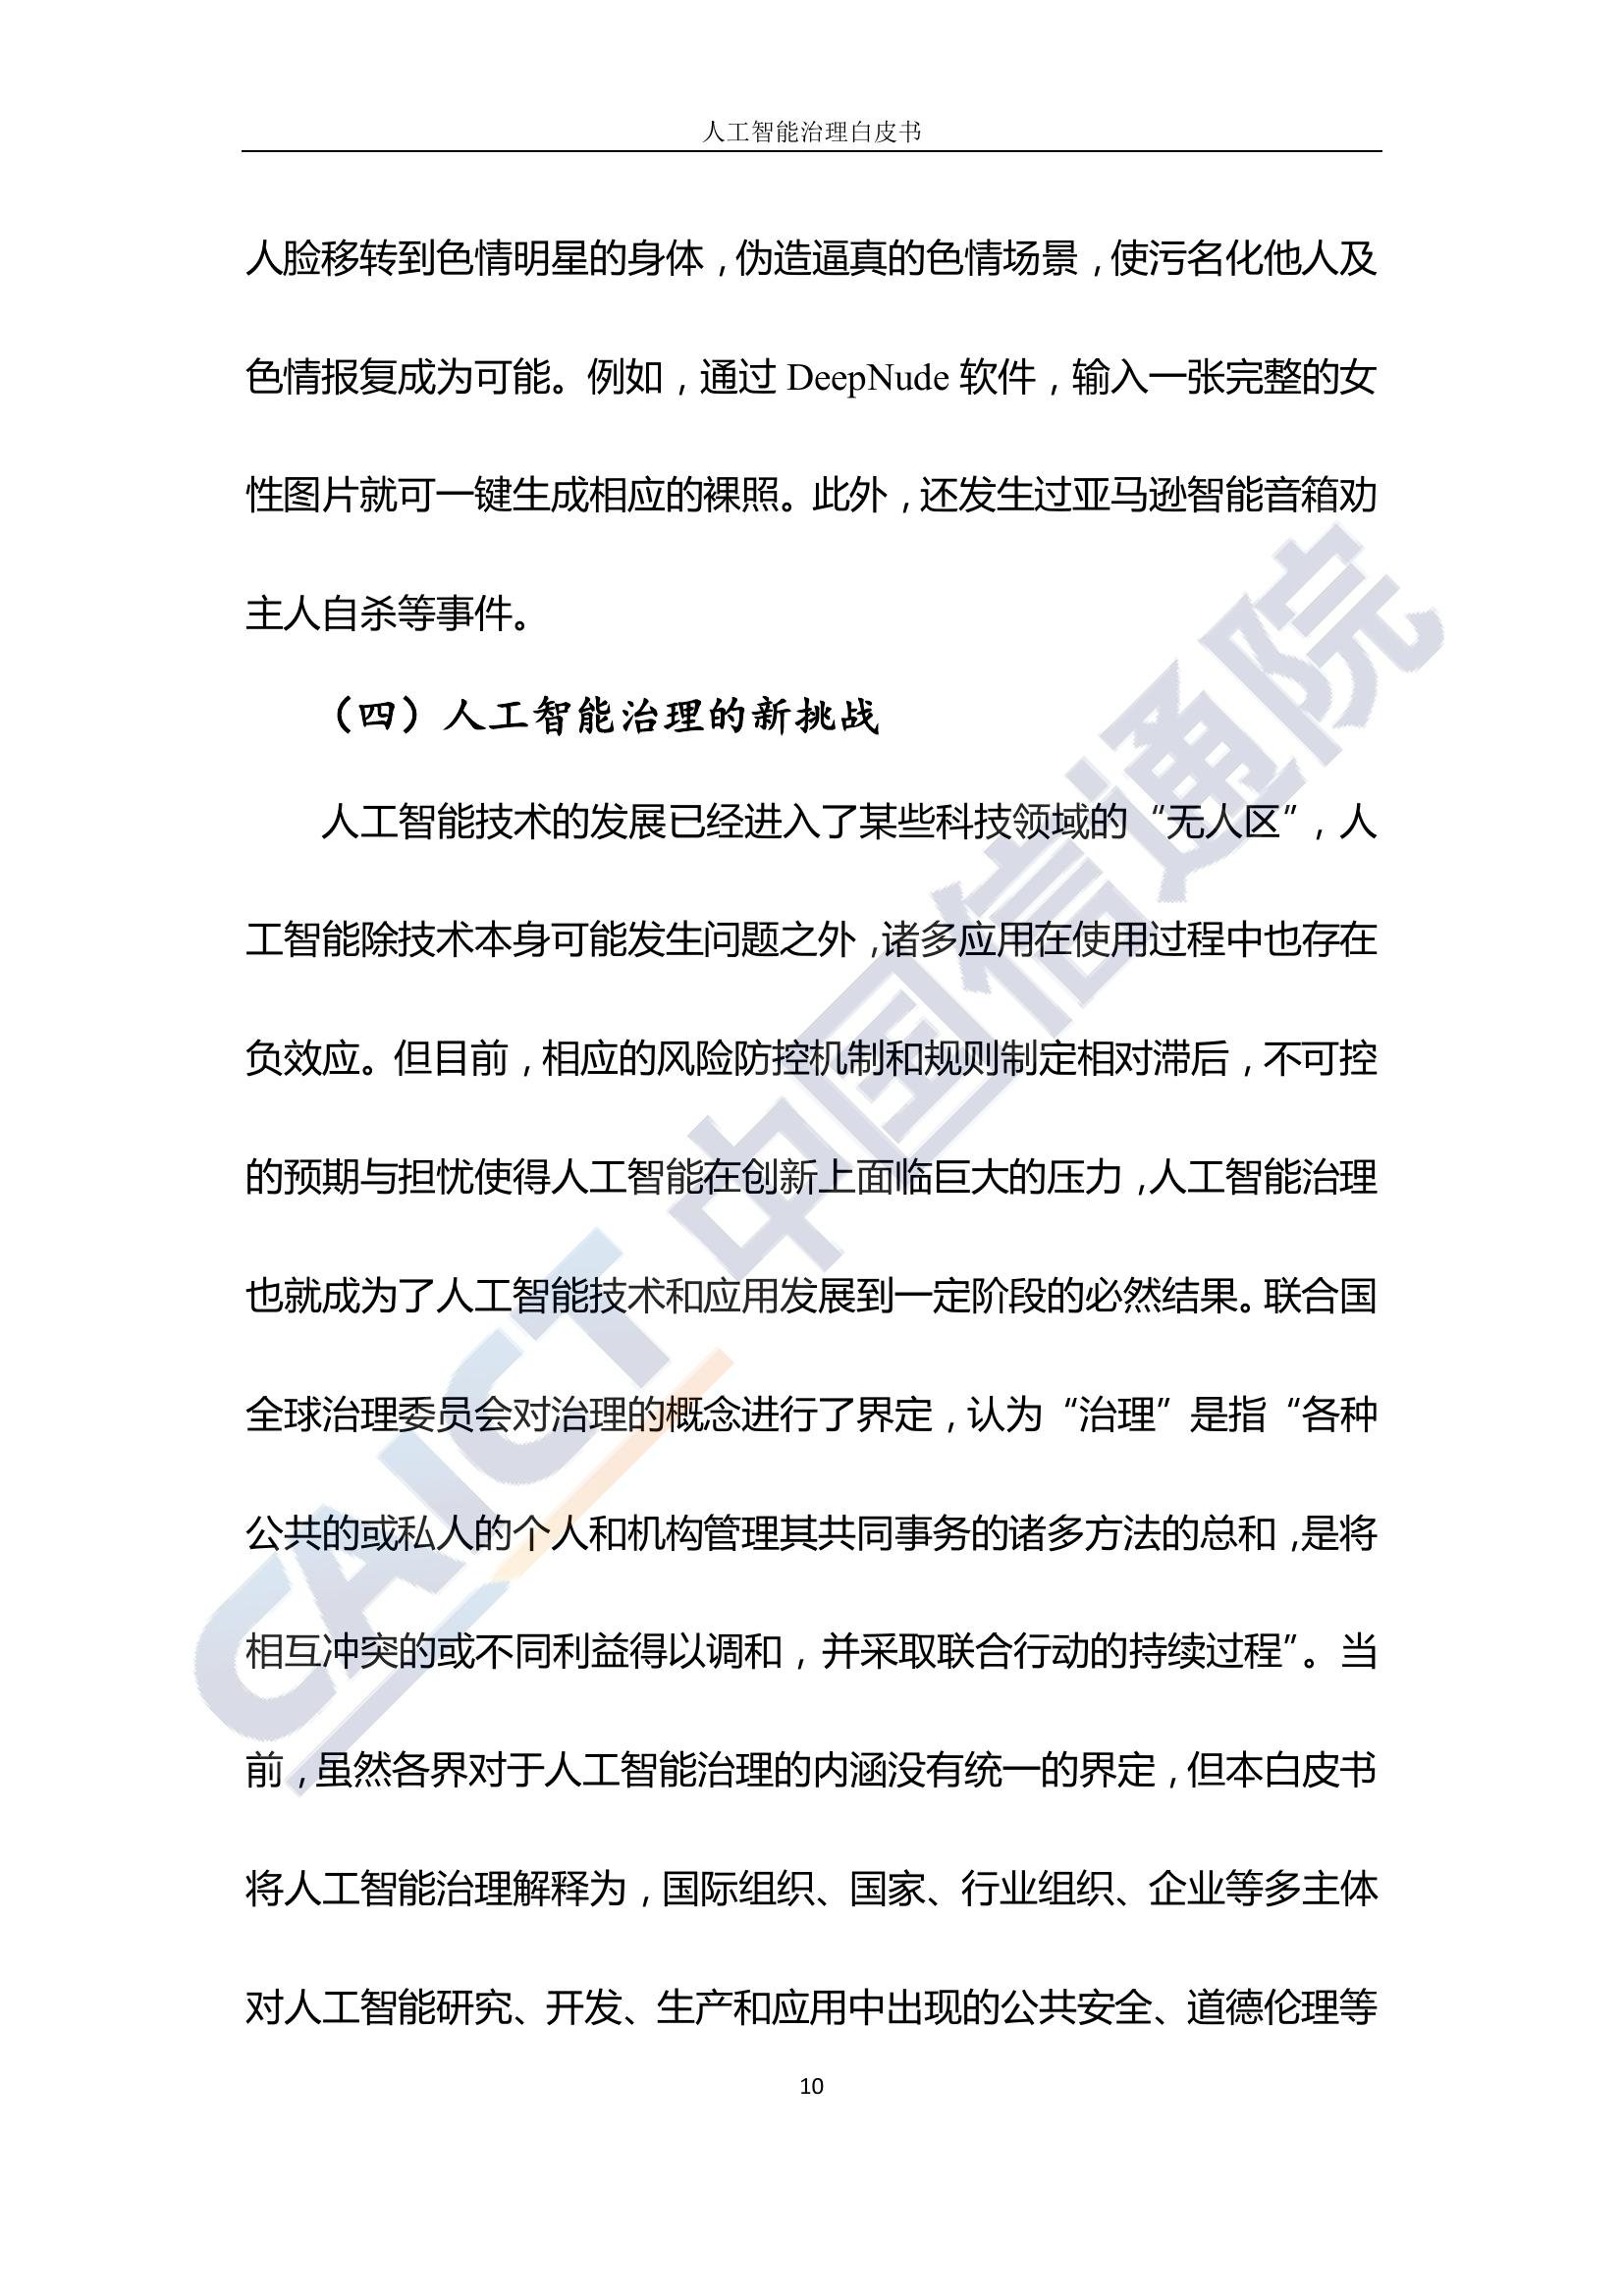 人工智能治理白皮书
人脸移转到色情明星的身体，伪造逼真的色情场景，使污名化他人及
色情报复成为可能。例如，通过 DeepNude 软件，输入一张完整的女
性图片就可一键生成相应的裸照。此外，还发生过亚马逊智能音箱劝
主人自杀等事件。
（四）人工智能治理的新挑战
人工智能技术的发展已经进入了某些科技领域的“无人区”，人
工智能除技术本身可能发生问题之外，诸多应用在使用过程中也存在
负效应。但目前，相应的风险防控机制和规则制定相对滞后，不可控
的预期与担忧使得人工智能在创新上面临巨大的压力，人工智能治理
也就成为了人工智能技术和应用发展到一定阶段的必然结果。联合国
全球治理委员会对治理的概念进行了界定，认为“治理”是指“各种
公共的或私人的个人和机构管理其共同事务的诸多方法的总和，是将
相互冲突的或不同利益得以调和，并采取联合行动的持续过程”。当
前，虽然各界对于人工智能治理的内涵没有统一的界定，但本白皮书
将人工智能治理解释为，国际组织、国家、行业组织、企业等多主体
对人工智能研究、开发、生产和应用中出现的公共安全、道德伦理等
10
CAICT 中国信通院